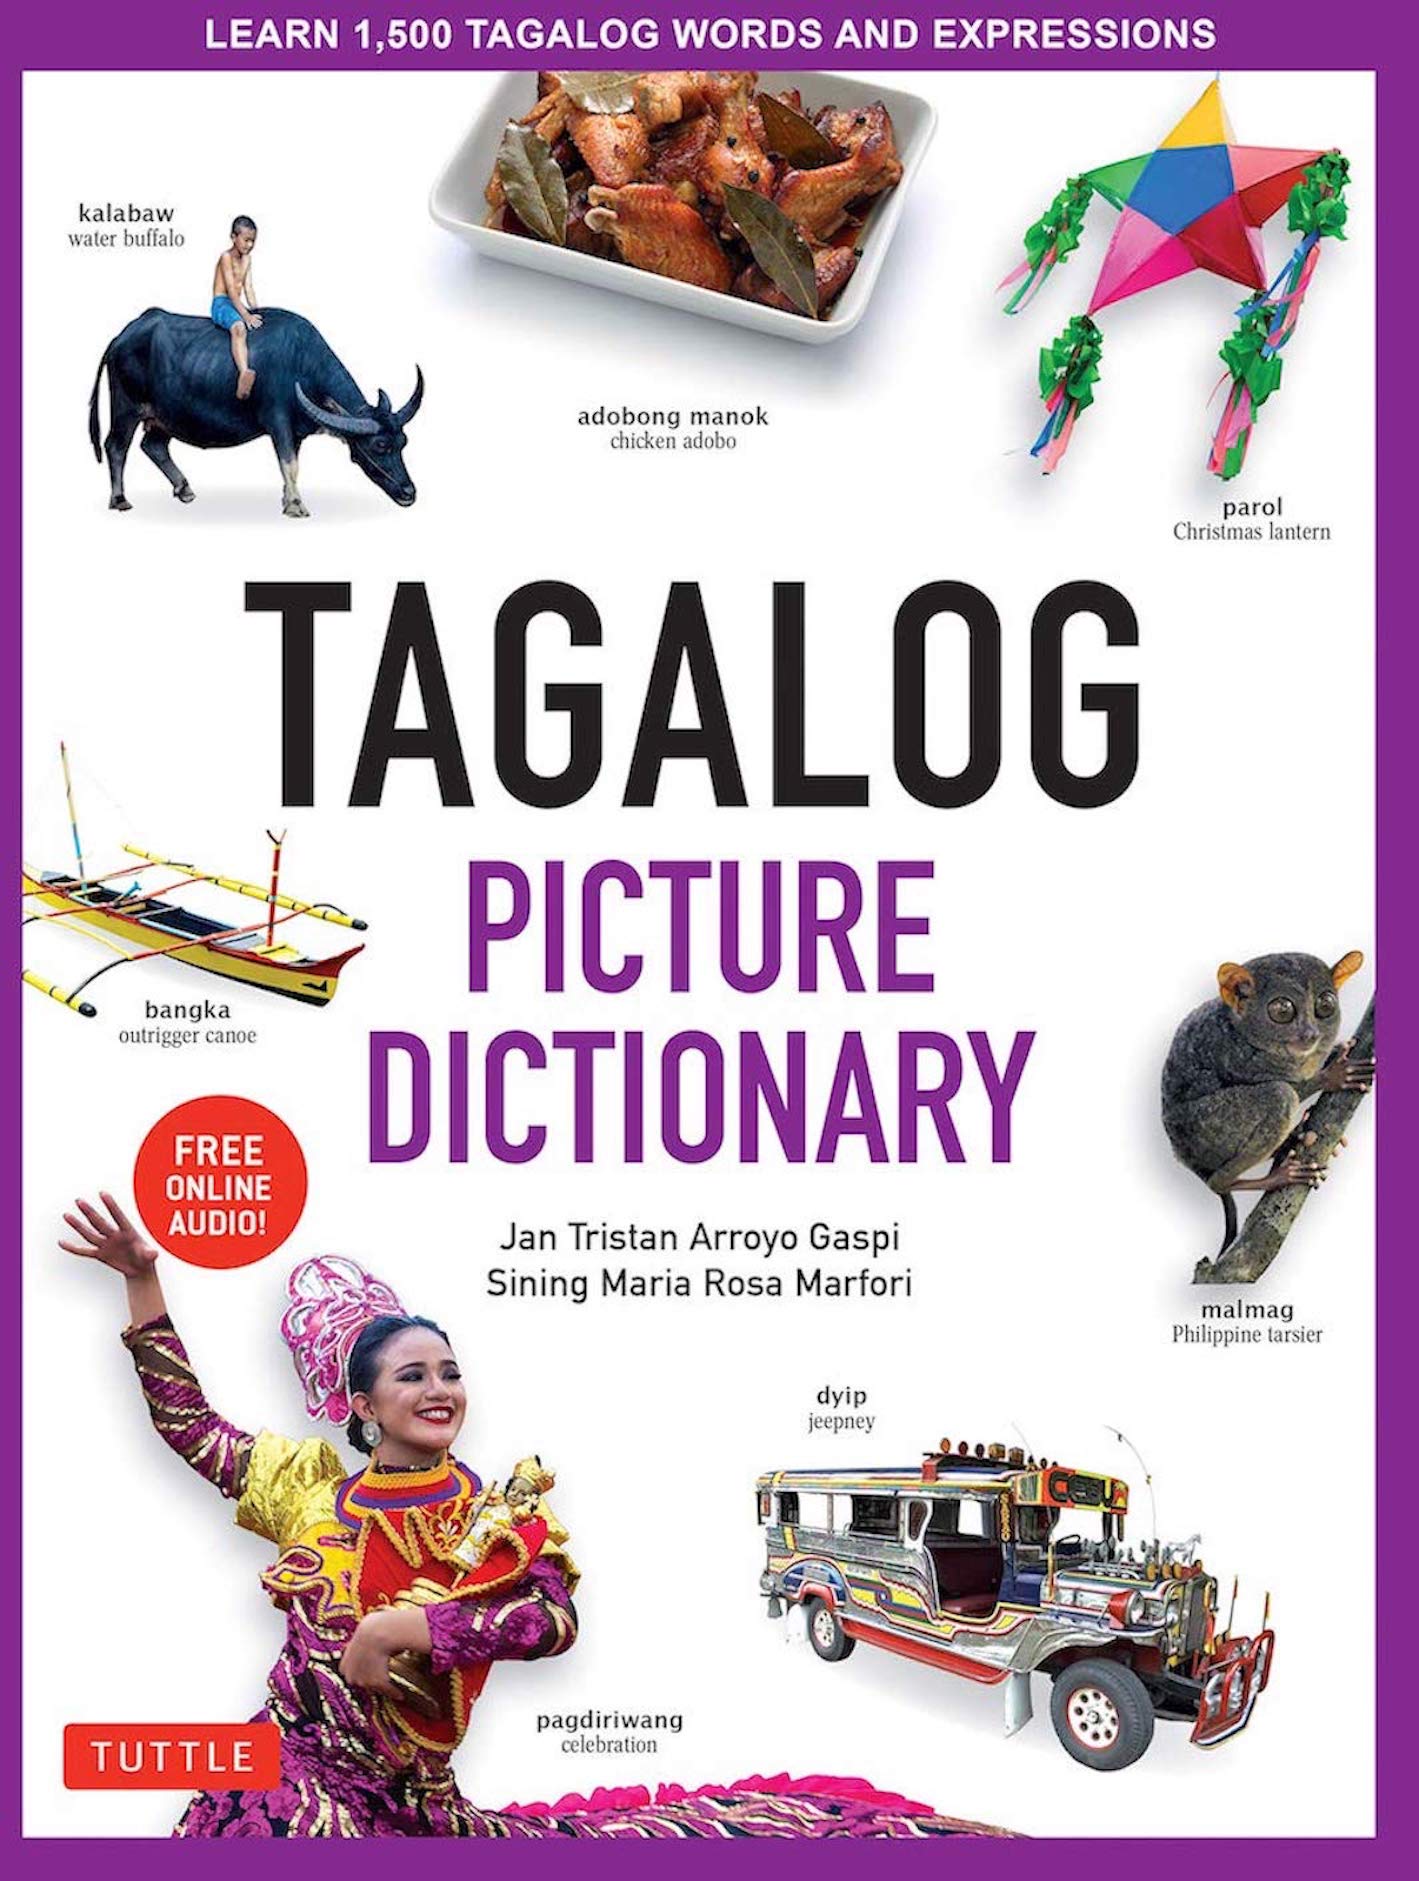 LEARN 1,500 TAGALOG WORDS AND EXPRESSIONS
kalabaw
water buffalo
adobong manok
chicken adobo
parol
Christmas lantern
TAGALOG
PICTURE
DICTIONARY
bangka
outrigger canoe
FREE
ONLINE
AUDIO!
Jan Tristan Arroyo Gaspi
Sining Maria Rosa Marfori
malmag
Philippine tarsier
dyip
jeepney
CEBU
pagdiriwang
celebration
TUTTLE